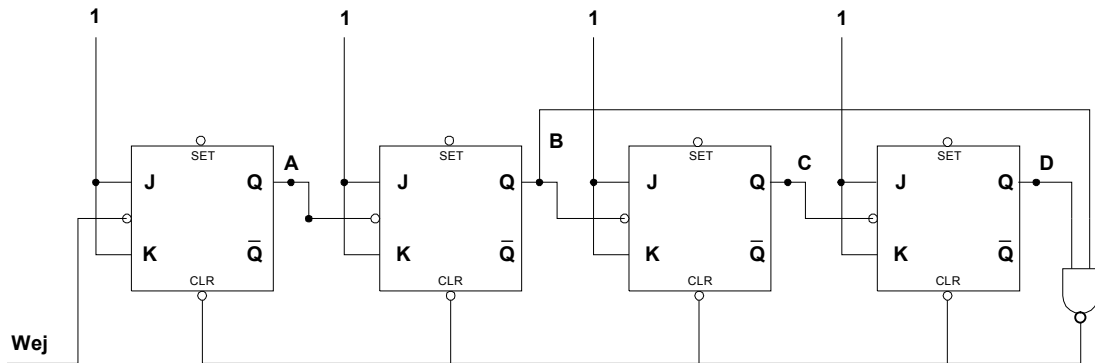 1 1 1 1
SET SET SET SET
A B C D
J Q J Q J Q J Q
K Q̅ K Q̅ K Q̅ K Q̅
CLR CLR CLR CLR
Wej